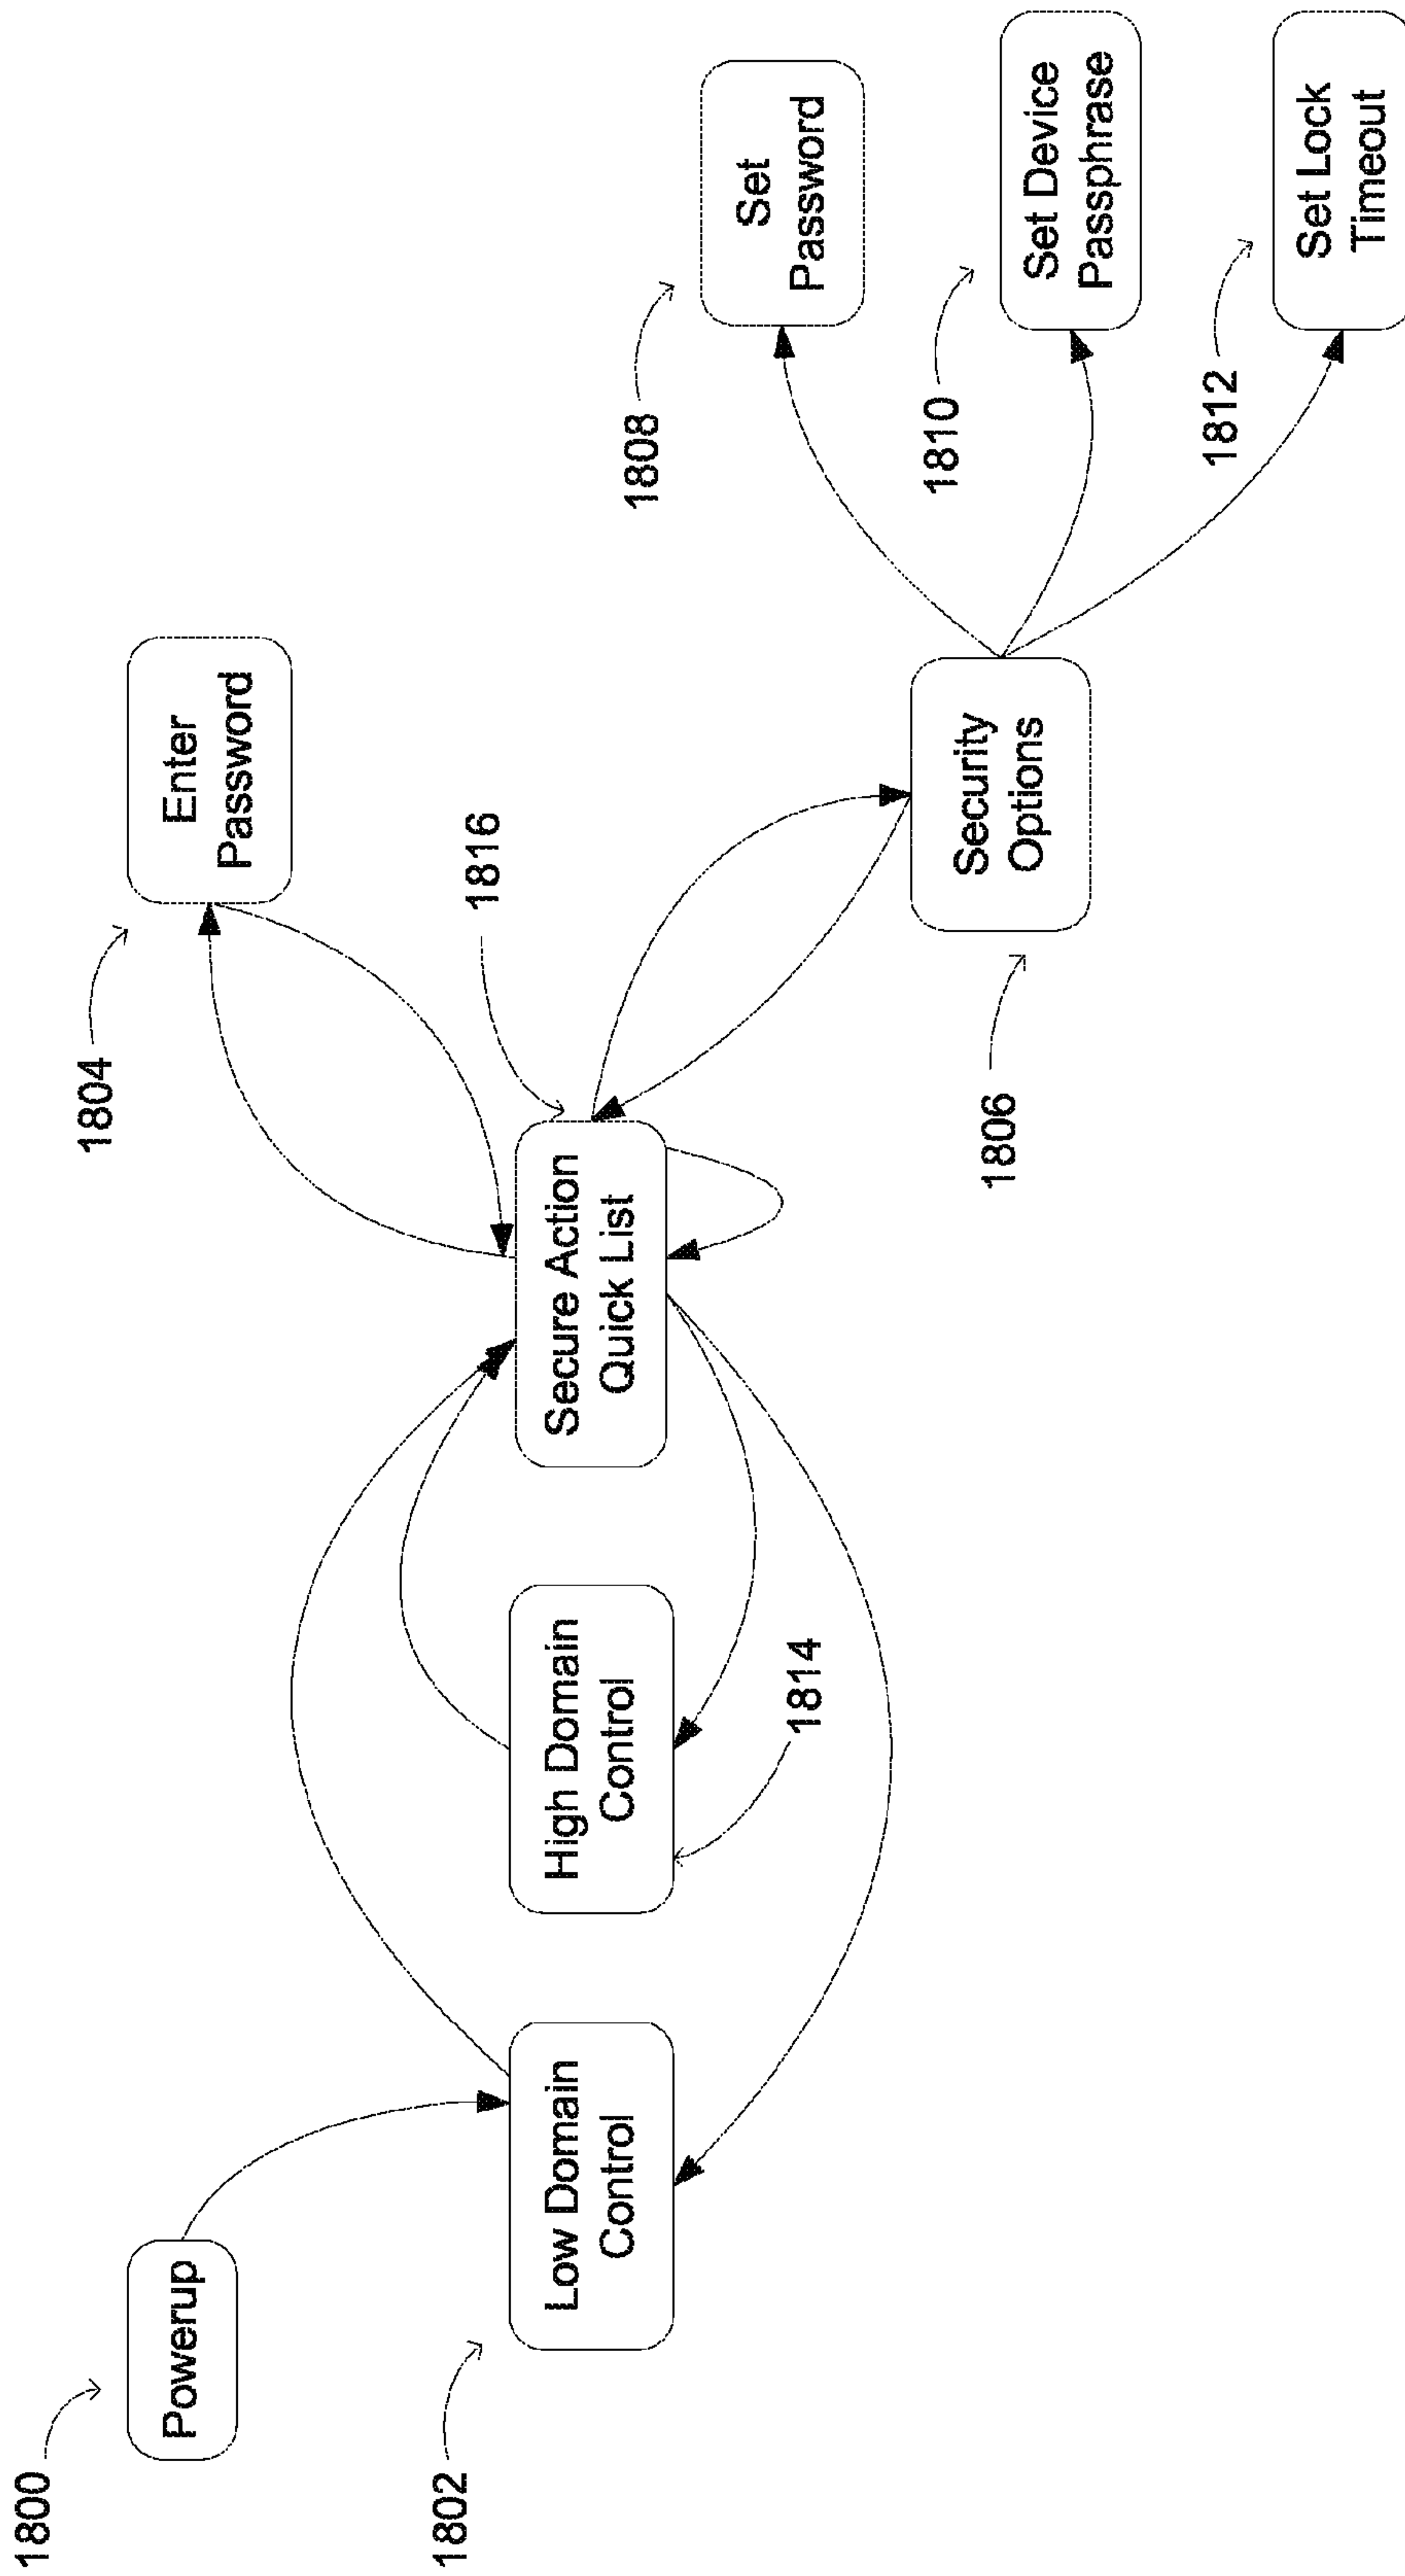 1800
Powerup
1802
Low Domain
Control
High Domain
Control
1814
Secure Action
Quick List
1816
1804
Enter
Password
1806
Security
Options
1808
Set
Password
1810
Set Device
Passphrase
1812
Set Lock
Timeout